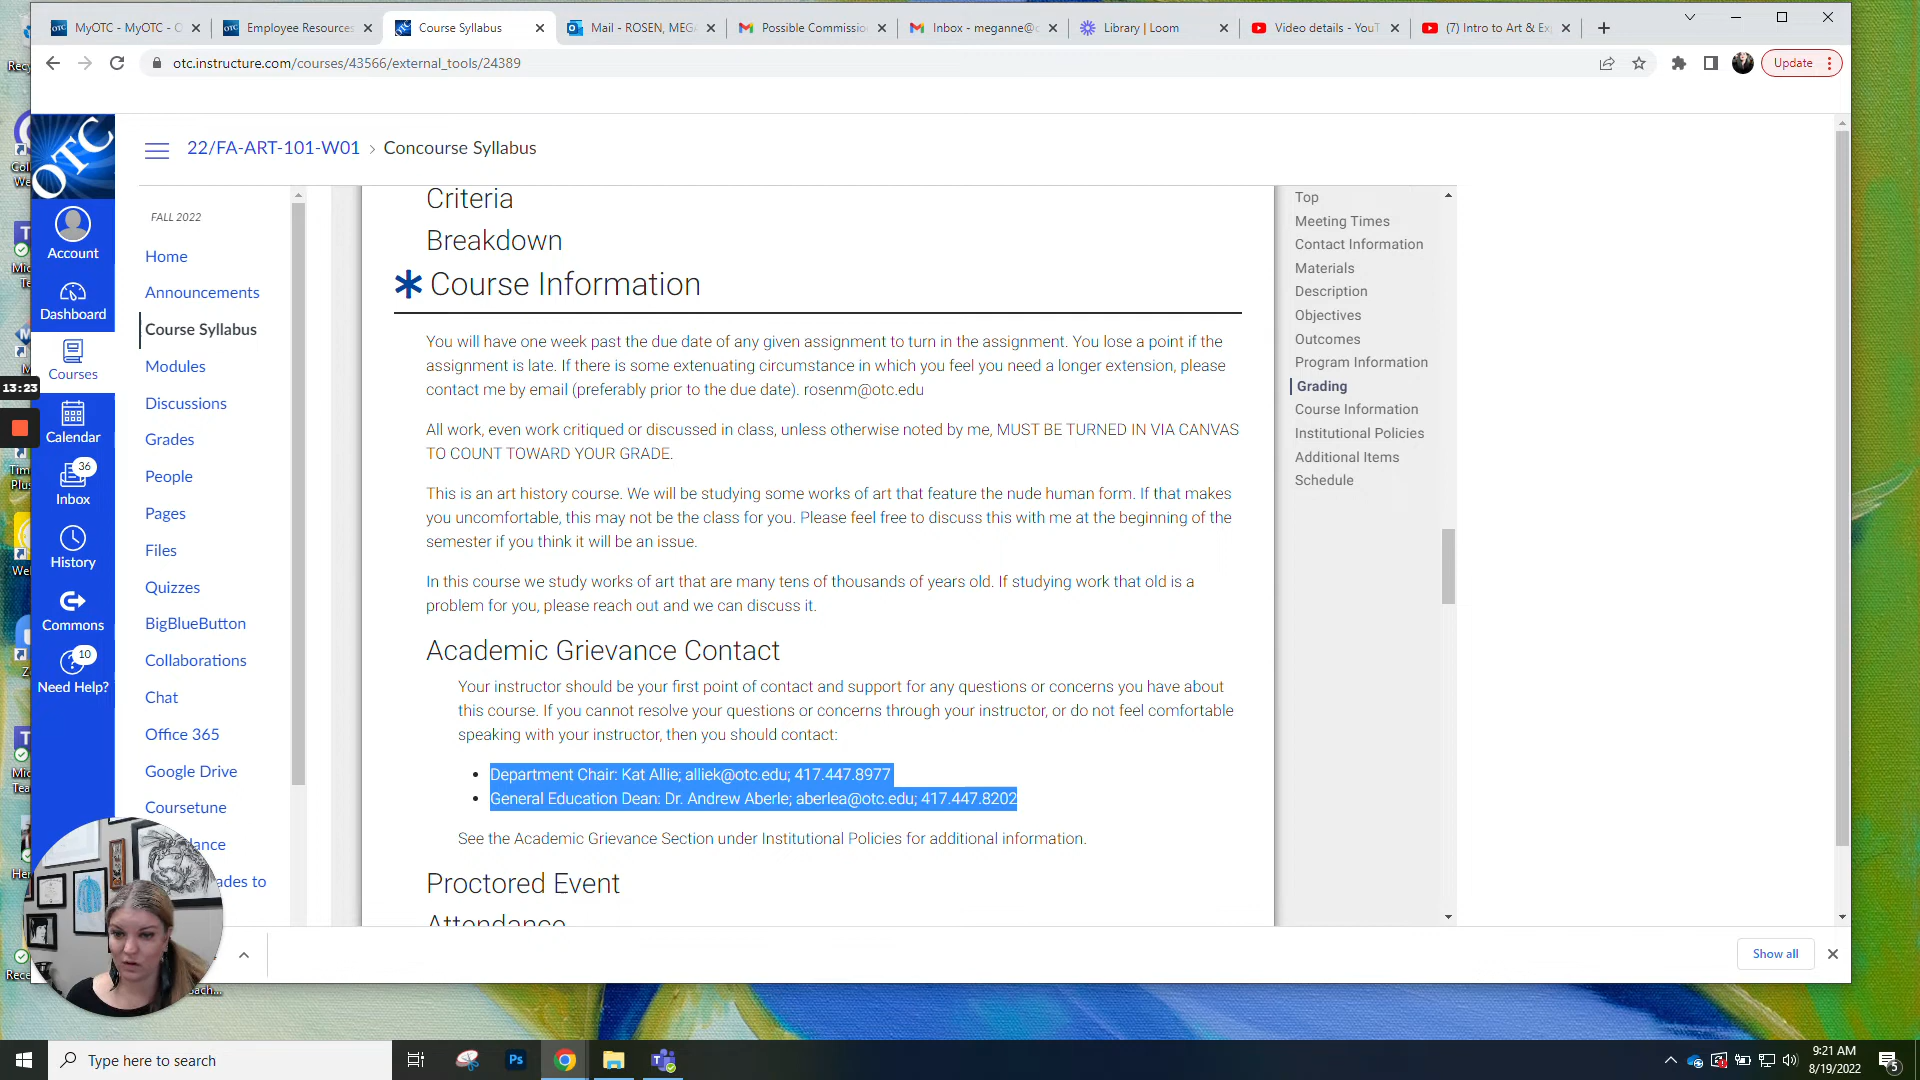 MyOTC - MyOTC - O
Employee Resources
Course Syllabus
Mail - ROSEN, MEGA
Possible Commissio
Inbox - meganne@
Library | Loom
Video details - YouT
(7) Intro to Art & Ex
otc.instructure.com/courses/43566/external_tools/24389
Update
OTC
22/FA-ART-101-W01 > Concourse Syllabus
Account
Dashboard
Courses
13:23
Calendar
36
Inbox
History
Commons
10
Need Help?
FALL 2022
Home
Announcements
Course Syllabus
Modules
Discussions
Grades
People
Pages
Files
Quizzes
BigBlueButton
Collaborations
Chat
Office 365
Google Drive
Coursetune
ades to
Criteria
Breakdown
* Course Information
You will have one week past the due date of any given assignment to turn in the assignment. You lose a point if the
assignment is late. If there is some extenuating circumstance in which you feel you need a longer extension, please
contact me by email (preferably prior to the due date). rosenm@otc.edu
All work, even work critiqued or discussed in class, unless otherwise noted by me, MUST BE TURNED IN VIA CANVAS
TO COUNT TOWARD YOUR GRADE.
This is an art history course. We will be studying some works of art that feature the nude human form. If that makes
you uncomfortable, this may not be the class for you. Please feel free to discuss this with me at the beginning of the
semester if you think it will be an issue.
In this course we study works of art that are many tens of thousands of years old. If studying work that old is a
problem for you, please reach out and we can discuss it.
Academic Grievance Contact
Your instructor should be your first point of contact and support for any questions or concerns you have about
this course. If you cannot resolve your questions or concerns through your instructor, or do not feel comfortable
speaking with your instructor, then you should contact:
• Department Chair: Kat Allie; alliek@otc.edu; 417.447.8977
• General Education Dean: Dr. Andrew Aberle; aberlea@otc.edu; 417.447.8202
See the Academic Grievance Section under Institutional Policies for additional information.
Proctored Event
Attendance
Top
Meeting Times
Contact Information
Materials
Description
Objectives
Outcomes
Program Information
Grading
Course Information
Institutional Policies
Additional Items
Schedule
Show all
Type here to search
Ps
9:21 AM
8/19/2022
5